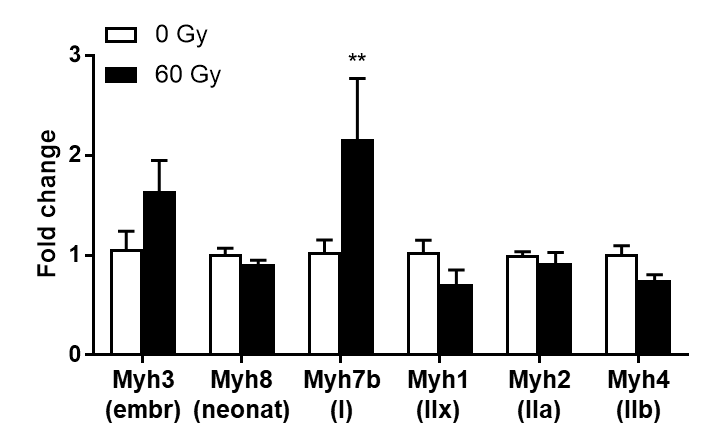 0 Gy
60 Gy
**
Fold change
3
2
1
0
Myh3 Myh8 Myh7b Myh1 Myh2 Myh4
(embr) (neonat) (I) (IIx) (IIa) (IIb)